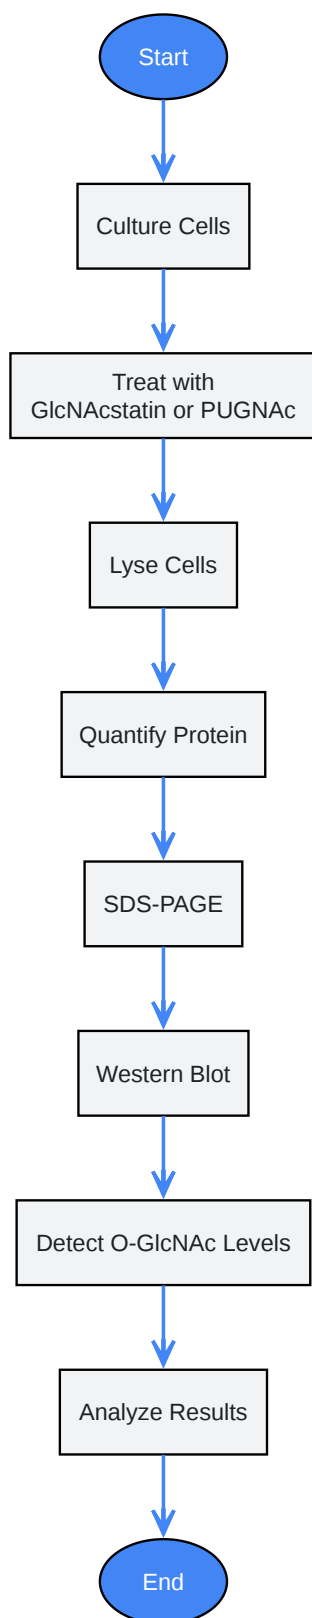 Start
Culture Cells
Treat with
GlcNAcstatin or PUGNAc
Lyse Cells
Quantify Protein
SDS-PAGE
Western Blot
Detect O-GlcNAc Levels
Analyze Results
End